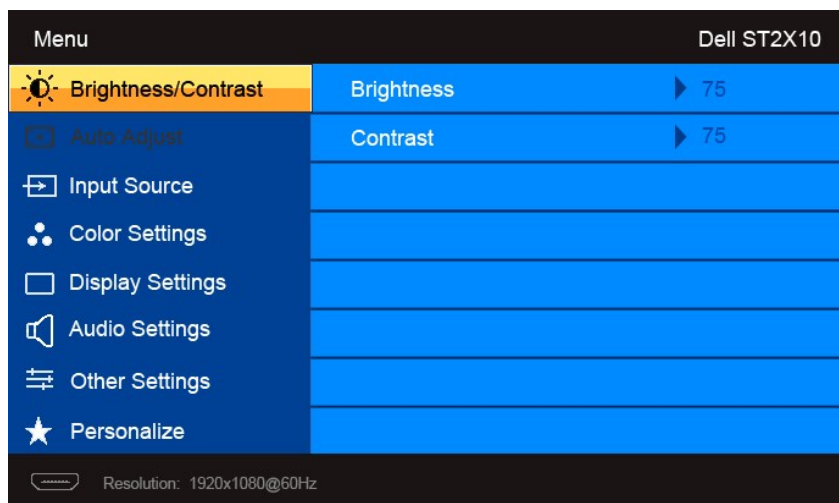 Menu Dell ST2X10
Brightness/Contrast Brightness 75
Auto Adjust Contrast 75
Input Source
Color Settings
Display Settings
Audio Settings
Other Settings
Personalize
Resolution: 1920x1080@60Hz